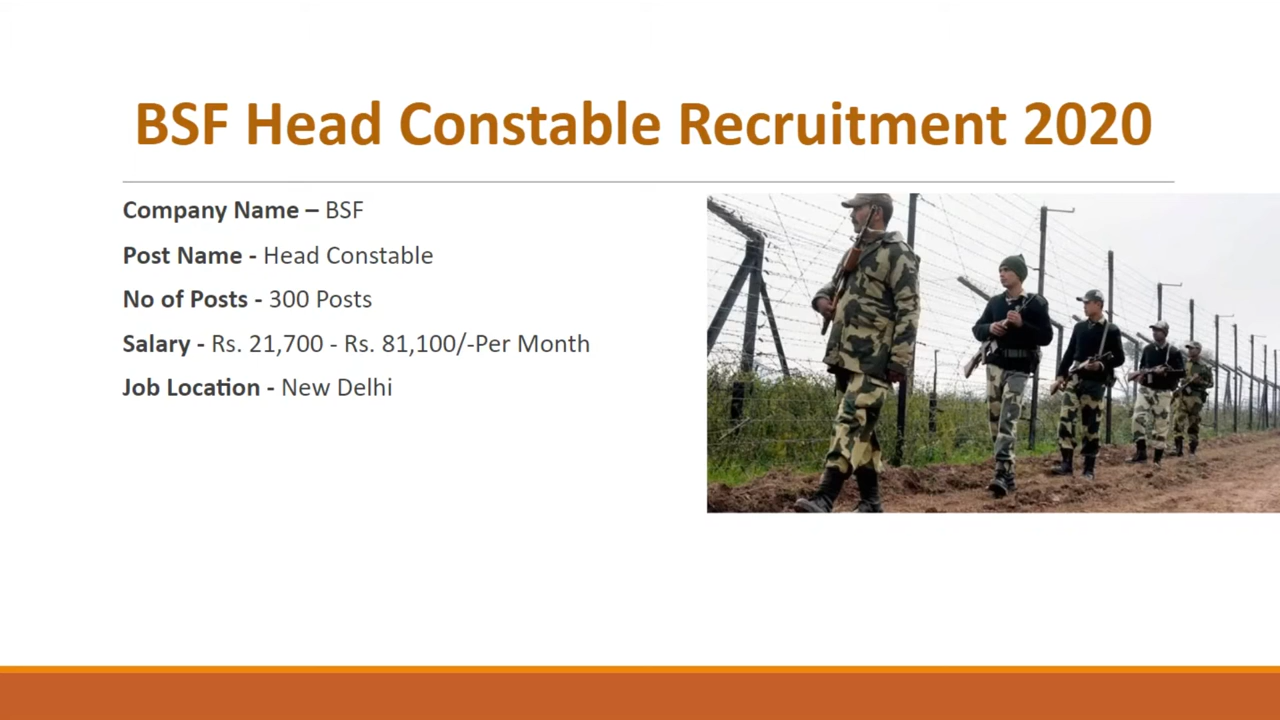 BSF Head Constable Recruitment 2020
Company Name – BSF
Post Name - Head Constable
No of Posts - 300 Posts
Salary - Rs. 21,700 - Rs. 81,100/-Per Month
Job Location - New Delhi